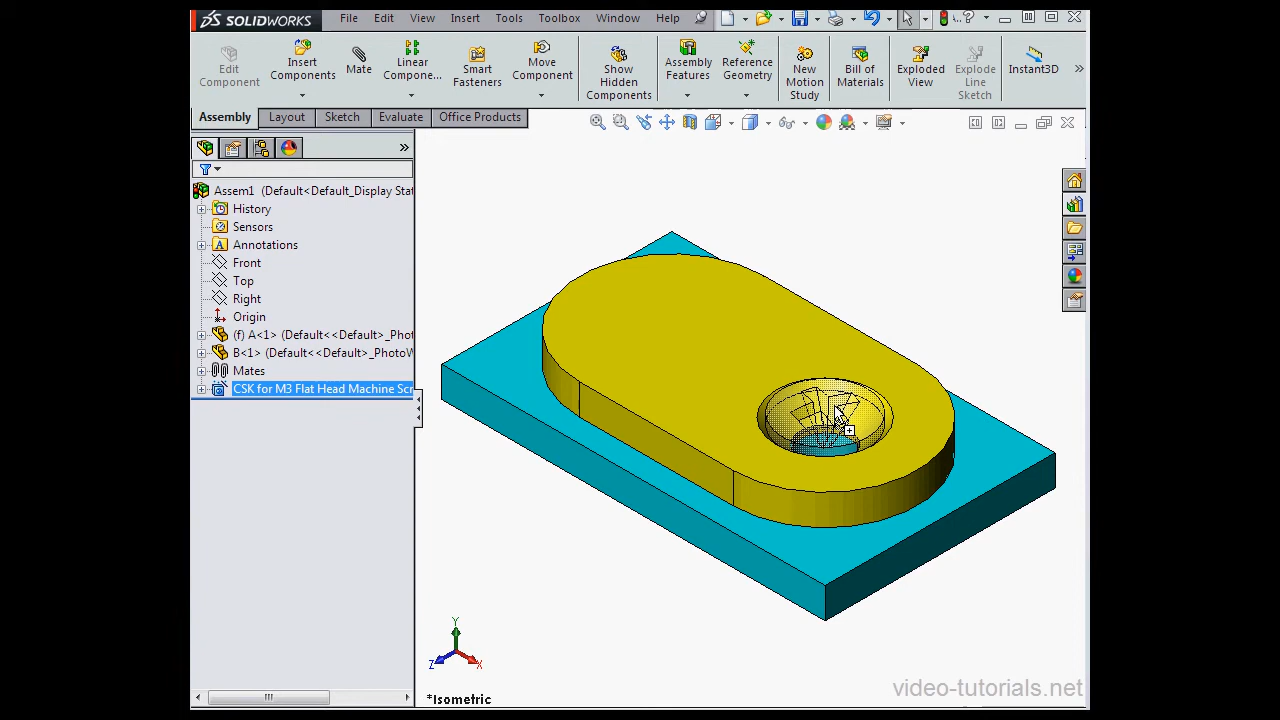 SOLIDWORKS File Edit View Insert Tools Toolbox Window Help
Edit Component
Insert Components
Mate
Linear Compone...
Smart Fasteners
Move Component
Show Hidden Components
Assembly Features
Reference Geometry
New Motion Study
Bill of Materials
Exploded View
Explode Line Sketch
Instant3D
Assembly Layout Sketch Evaluate Office Products
Assem1 (Default<Default_Display Stat
History
Sensors
Annotations
Front
Top
Right
Origin
(f) A<1> (Default<<Default>_Phot
B<1> (Default<<Default>_PhotoW
Mates
CSK for M3 Flat Head Machine Scr
Y
Z
X
*Isometric
video-tutorials.net